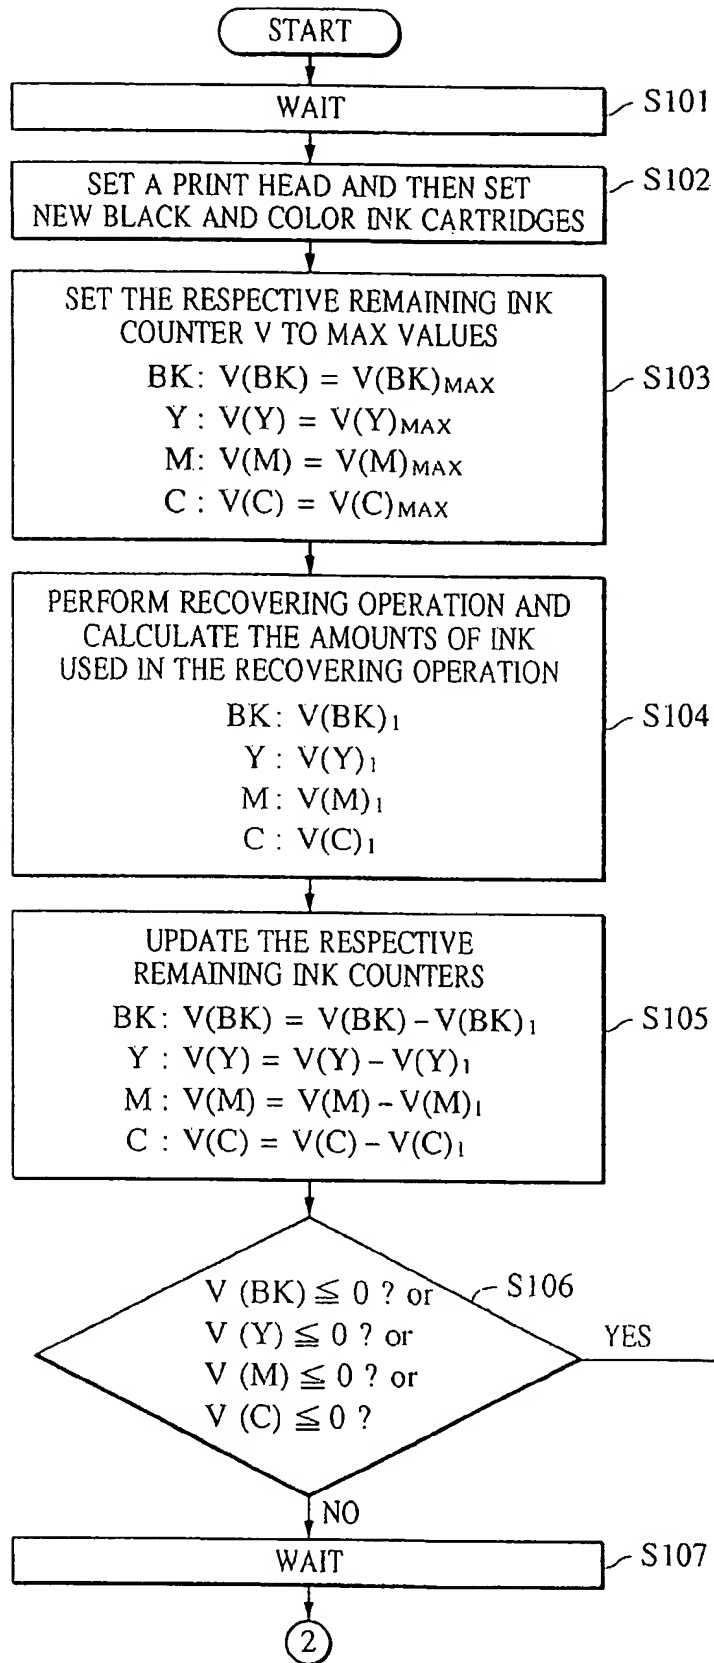 START
WAIT
S101
SET A PRINT HEAD AND THEN SET
NEW BLACK AND COLOR INK CARTRIDGES
S102
SET THE RESPECTIVE REMAINING INK
COUNTER V TO MAX VALUES
BK: V(BK) = V(BK)MAX
Y: V(Y) = V(Y)MAX
M: V(M) = V(M)MAX
C: V(C) = V(C)MAX
S103
PERFORM RECOVERING OPERATION AND
CALCULATE THE AMOUNTS OF INK
USED IN THE RECOVERING OPERATION
BK: V(BK)1
Y: V(Y)1
M: V(M)1
C: V(C)1
S104
UPDATE THE RESPECTIVE
REMAINING INK COUNTERS
BK: V(BK) = V(BK) – V(BK)1
Y: V(Y) = V(Y) – V(Y)1
M: V(M) = V(M) – V(M)1
C: V(C) = V(C) – V(C)1
S105
V (BK) ≦ 0 ? or
V (Y) ≦ 0 ? or
V (M) ≦ 0 ? or
V (C) ≦ 0 ?
S106
YES
NO
WAIT
S107
2